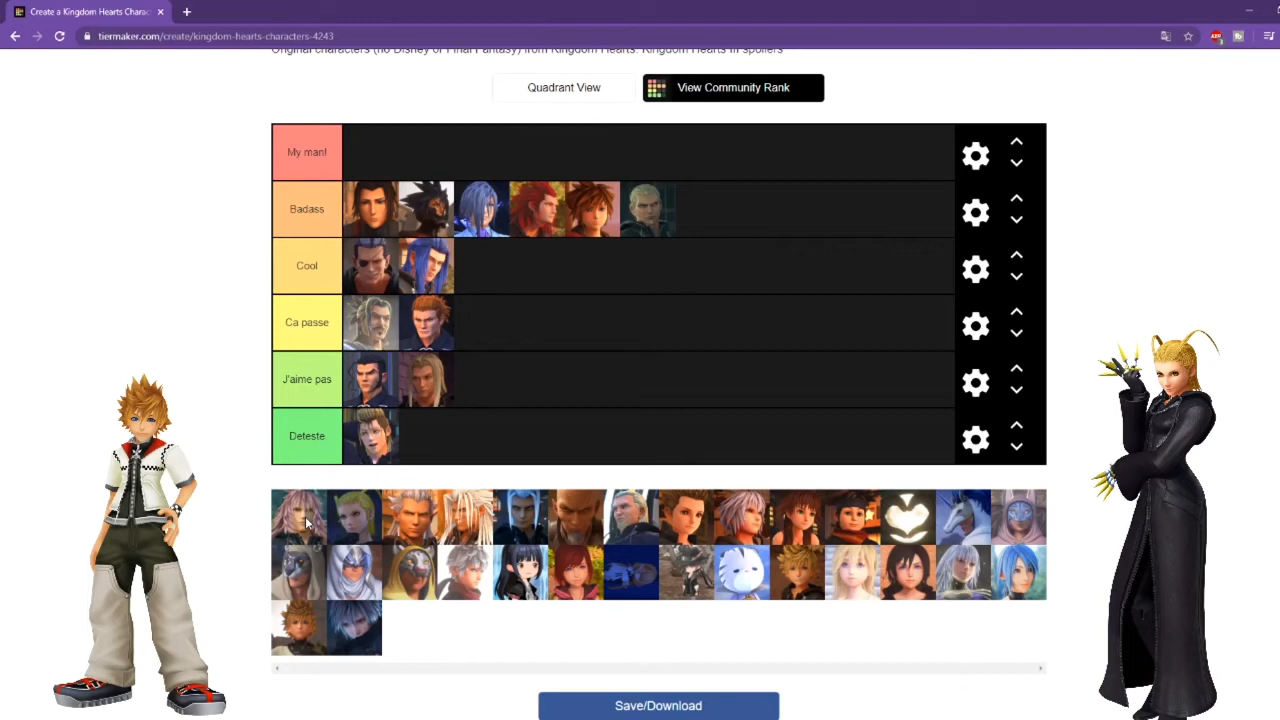 Create a Kingdom Hearts Charac
tiermaker.com/create/kingdom-hearts-characters-4243
Original characters (no Disney or Final Fantasy) from Kingdom Hearts. Kingdom Hearts III spoilers
Quadrant View
View Community Rank
My man!
Badass
Cool
Ca passe
J'aime pas
Deteste
Save/Download